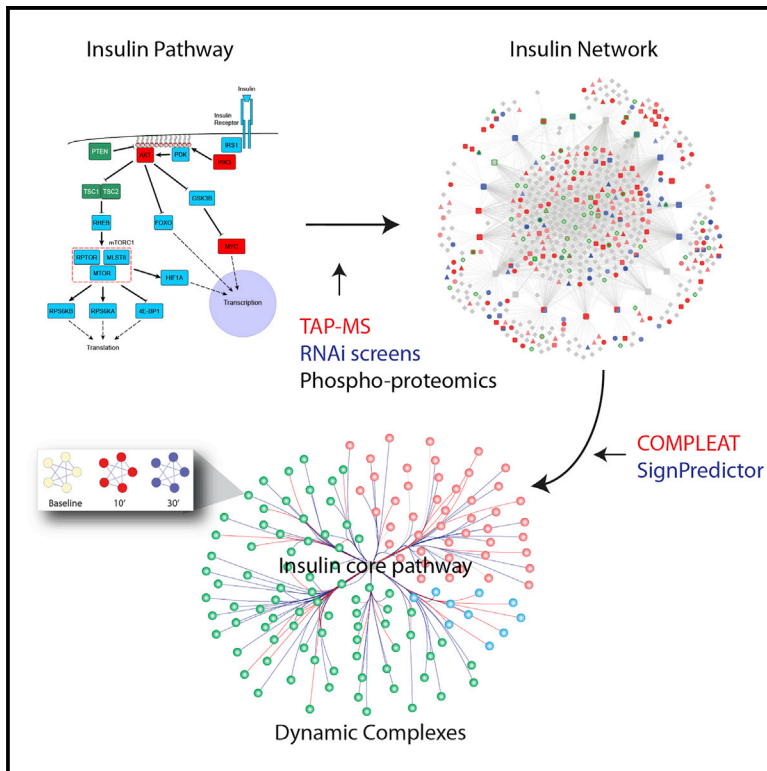 Insulin Pathway
Insulin Network
Insulin
Insulin
Receptor
IRS1
PTEN
AKT
PDK
PIK3
TSC1 TSC2
GSK3B
RHEB
FOXO
mTORC1
MYC
RPTOR MLST8
MTOR
HIF1A
Transcription
RPS6KB RPS6KA 4E-BP1
Translation
TAP-MS
RNAi screens
Phospho-proteomics
COMPLEAT
SignPredictor
Baseline 10' 30'
Insulin core pathway
Dynamic Complexes